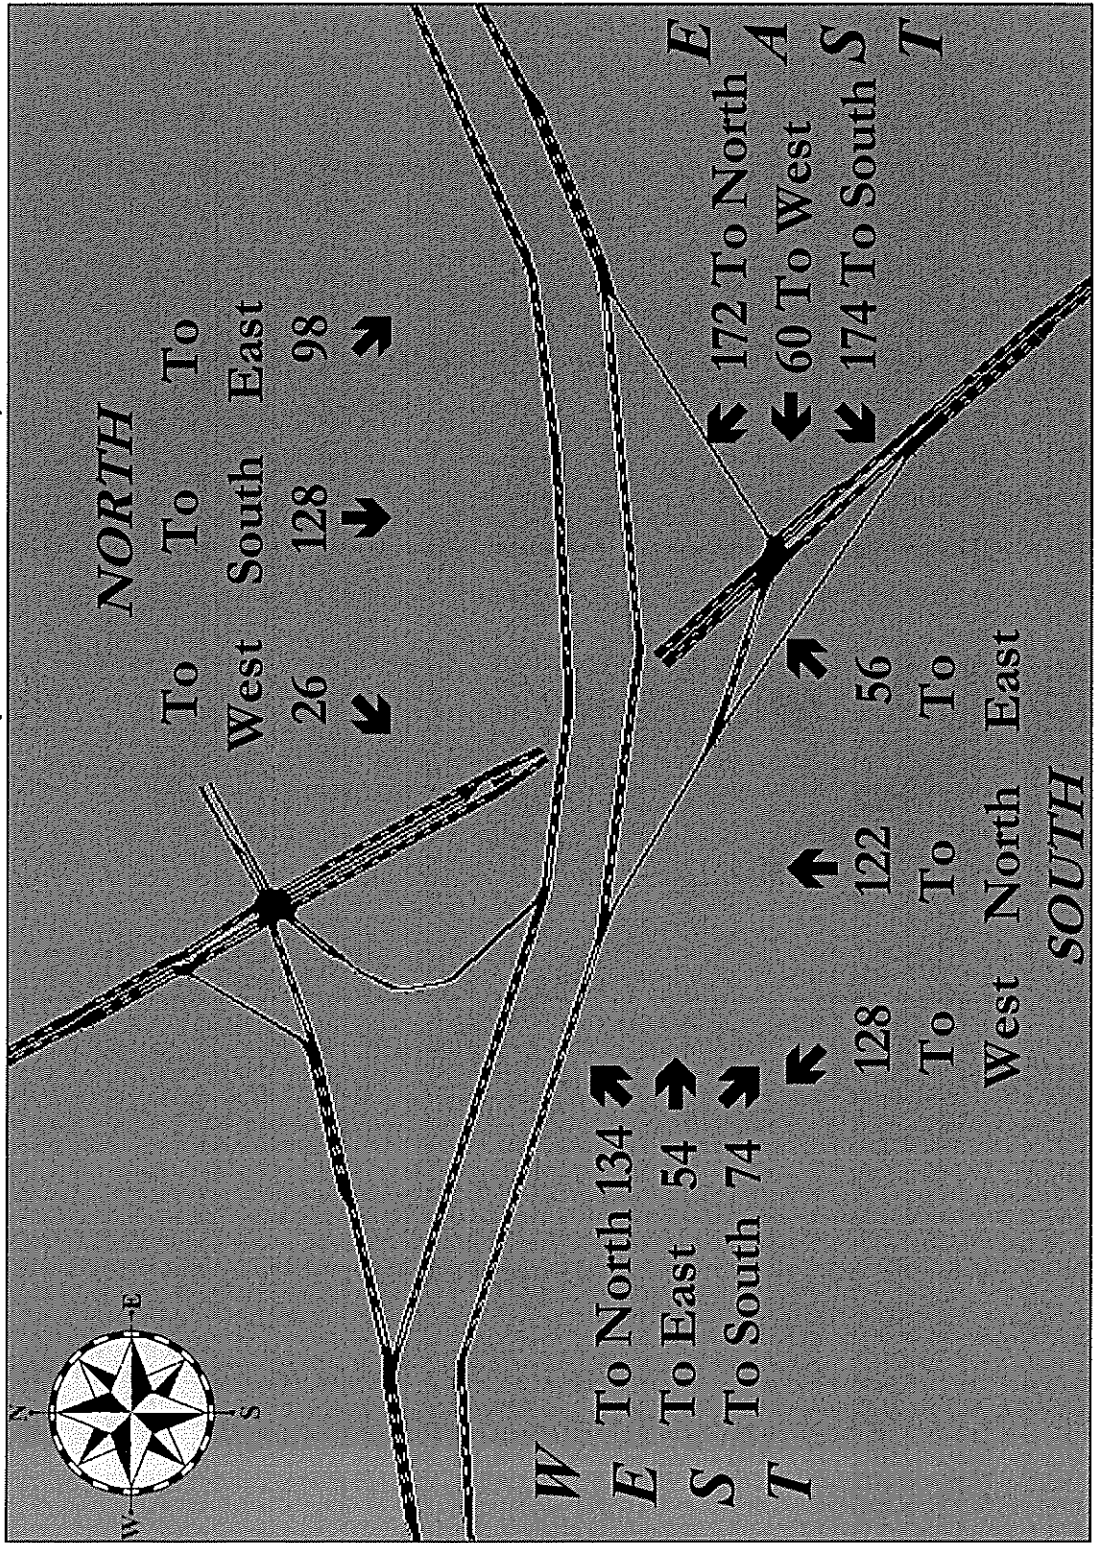 N
W
E
S
NORTH
To To To
West South East
26 128 98
WEST
To North 134
To East 54
To South 74
EAST
172 To North
60 To West
174 To South
128 122 56
To To To
West North East
SOUTH